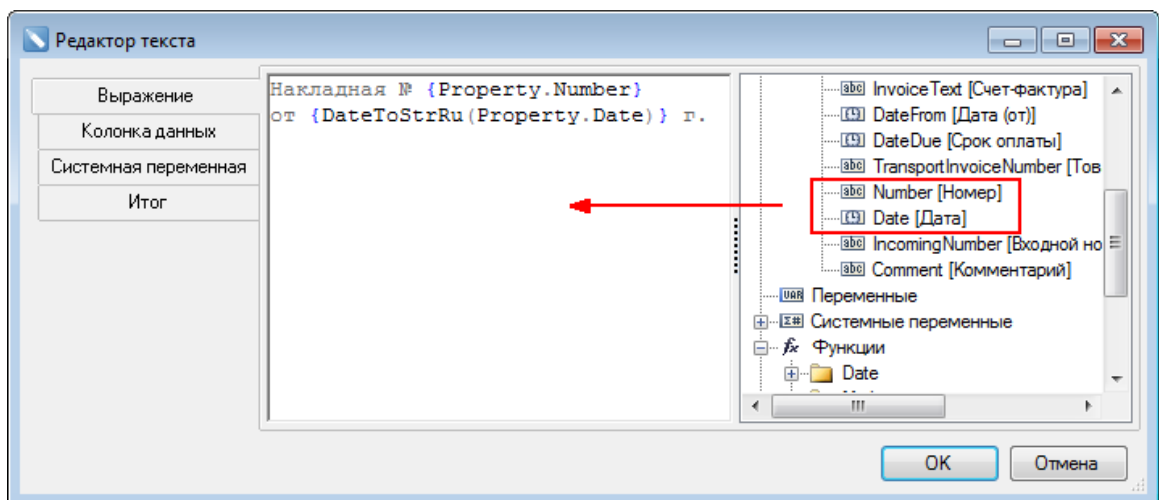 Редактор текста
Выражение
Колонка данных
Системная переменная
Итог
Накладная № {Property.Number}
от {DateToStrRu(Property.Date)} г.
InvoiceText [Счет-фактура]
DateFrom [Дата (от)]
DateDue [Срок оплаты]
TransportInvoiceNumber [Тов
Number [Номер]
Date [Дата]
IncomingNumber [Входной но
Comment [Комментарий]
Переменные
Системные переменные
Функции
Date
OK
Отмена